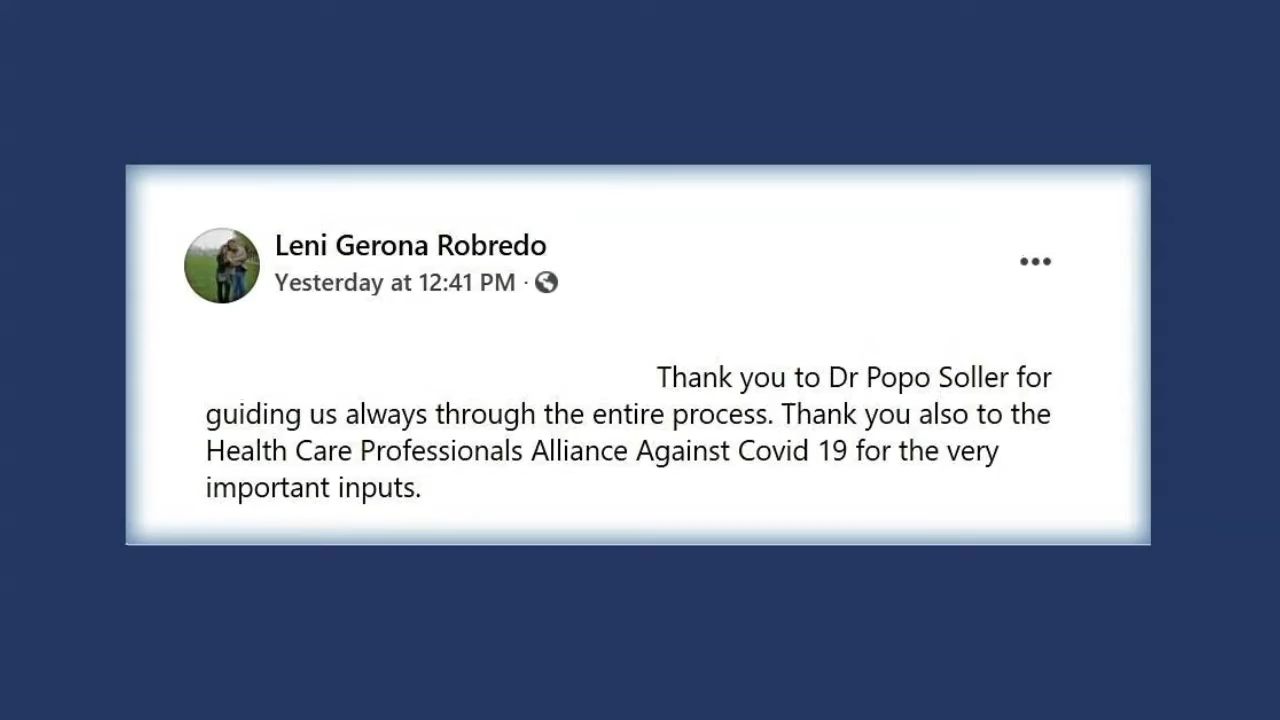 Leni Gerona Robredo
Yesterday at 12:41 PM ·
Thank you to Dr Popo Soller for
guiding us always through the entire process. Thank you also to the
Health Care Professionals Alliance Against Covid 19 for the very
important inputs.